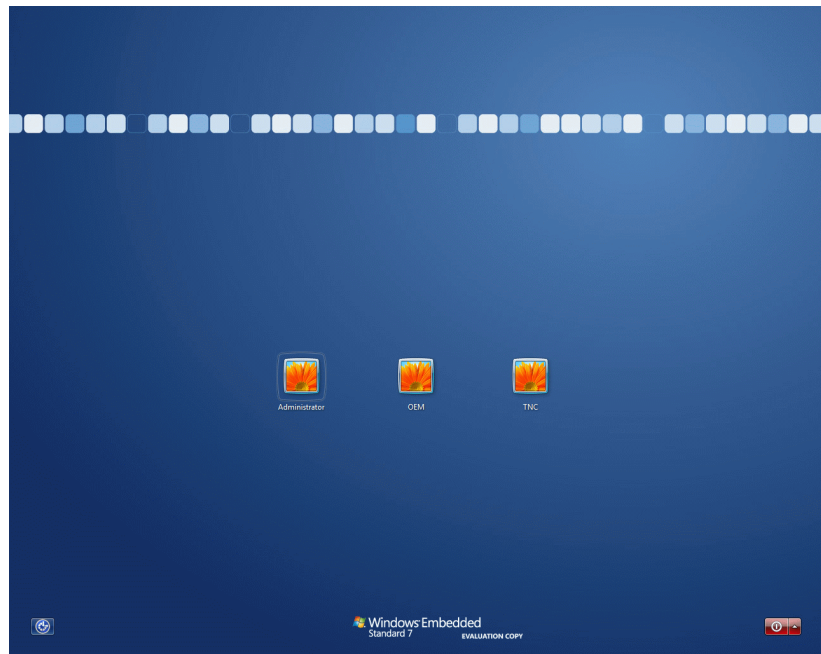 Administrator
OEM
TNC
Windows Embedded
Standard 7
EVALUATION COPY